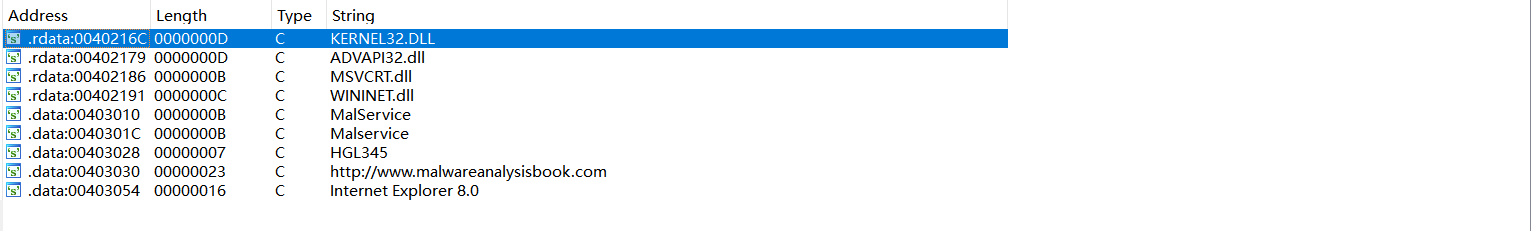 Address Length Type String
.rdata:0040216C 0000000D C KERNEL32.DLL
.rdata:00402179 0000000D C ADVAPI32.dll
.rdata:00402186 0000000B C MSVCRT.dll
.rdata:00402191 0000000C C WININET.dll
.data:00403010 0000000B C MalService
.data:0040301C 0000000B C Malservice
.data:00403028 00000007 C HGL345
.data:00403030 00000023 C http://www.malwareanalysisbook.com
.data:00403054 00000016 C Internet Explorer 8.0